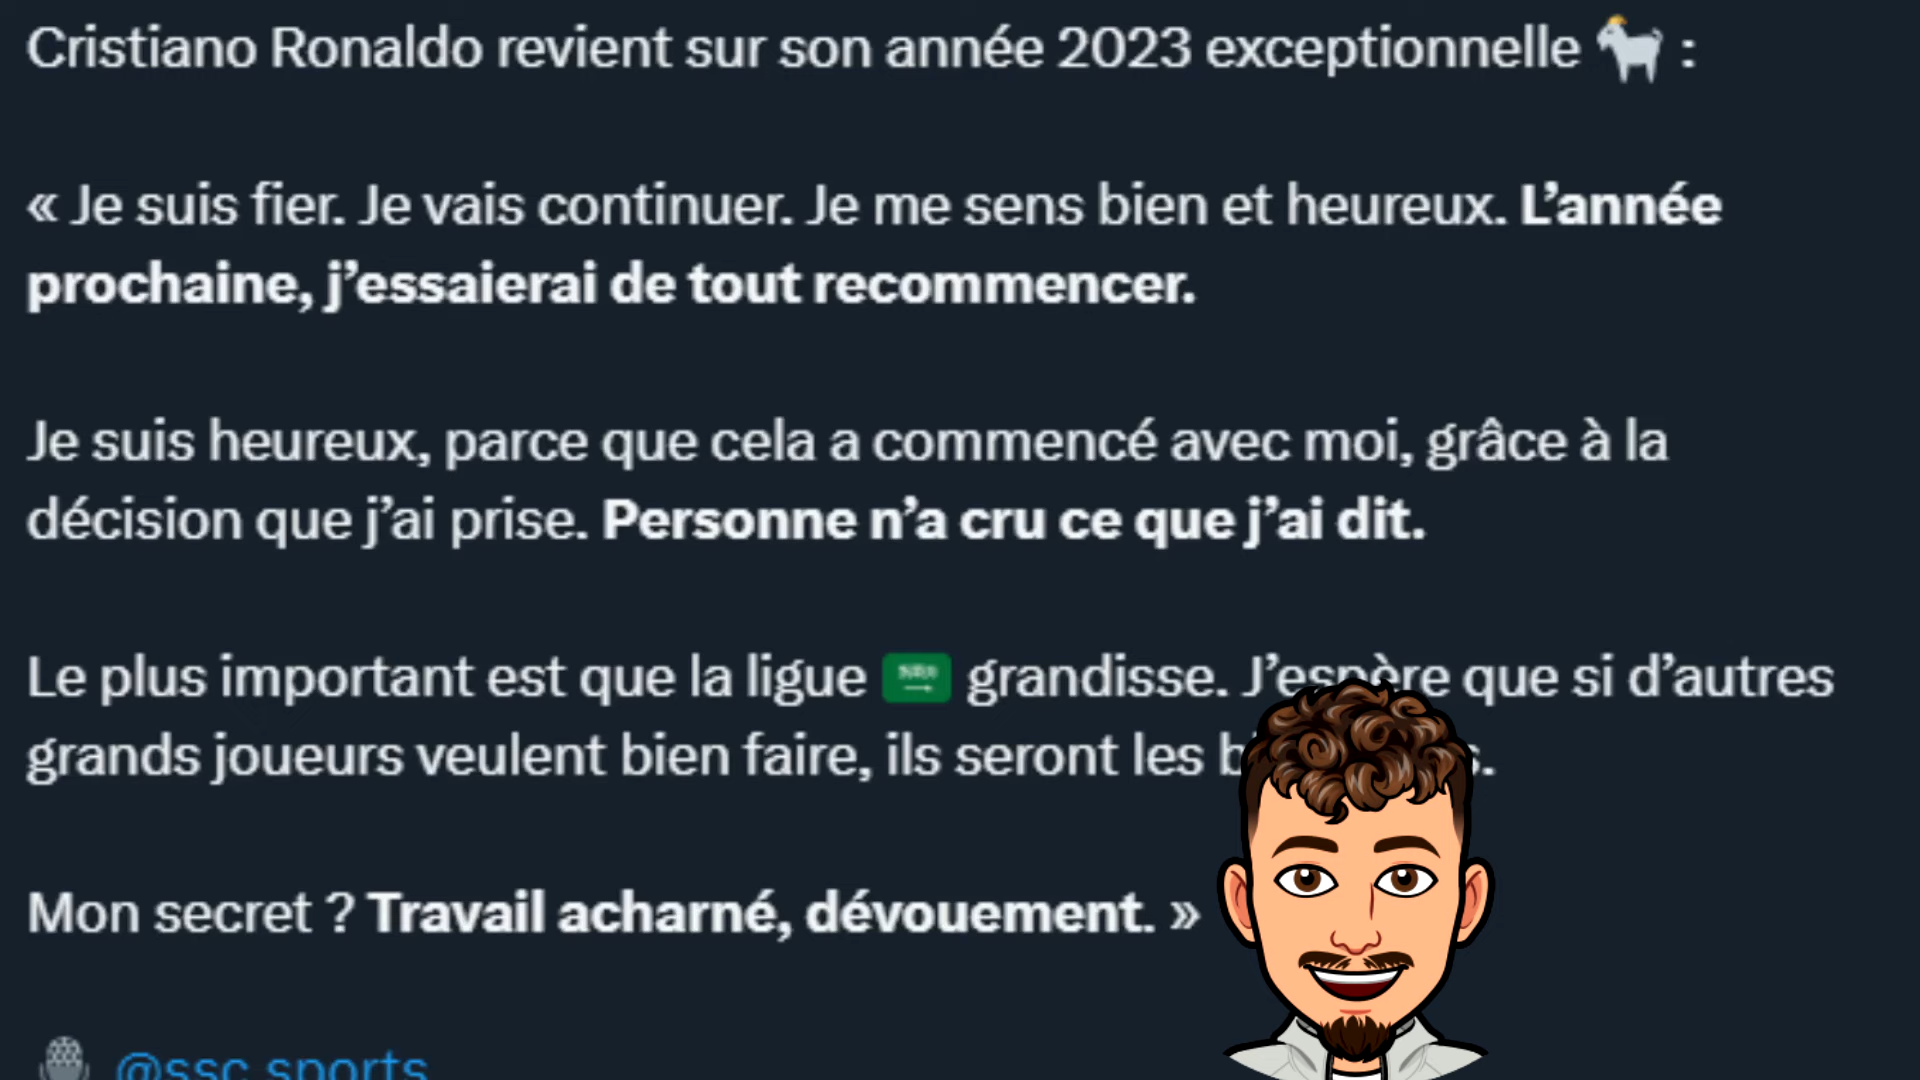 Cristiano Ronaldo revient sur son année 2023 exceptionnelle 🐐 :
« Je suis fier. Je vais continuer. Je me sens bien et heureux. L’année
prochaine, j’essaierai de tout recommencer.
Je suis heureux, parce que cela a commencé avec moi, grâce à la
décision que j’ai prise. Personne n’a cru ce que j’ai dit.
Le plus important est que la ligue 🇸🇦 grandisse. J’espère que si d’autres
grands joueurs veulent bien faire, ils seront les
Mon secret ? Travail acharné, dévouement. »
@ssc_sports